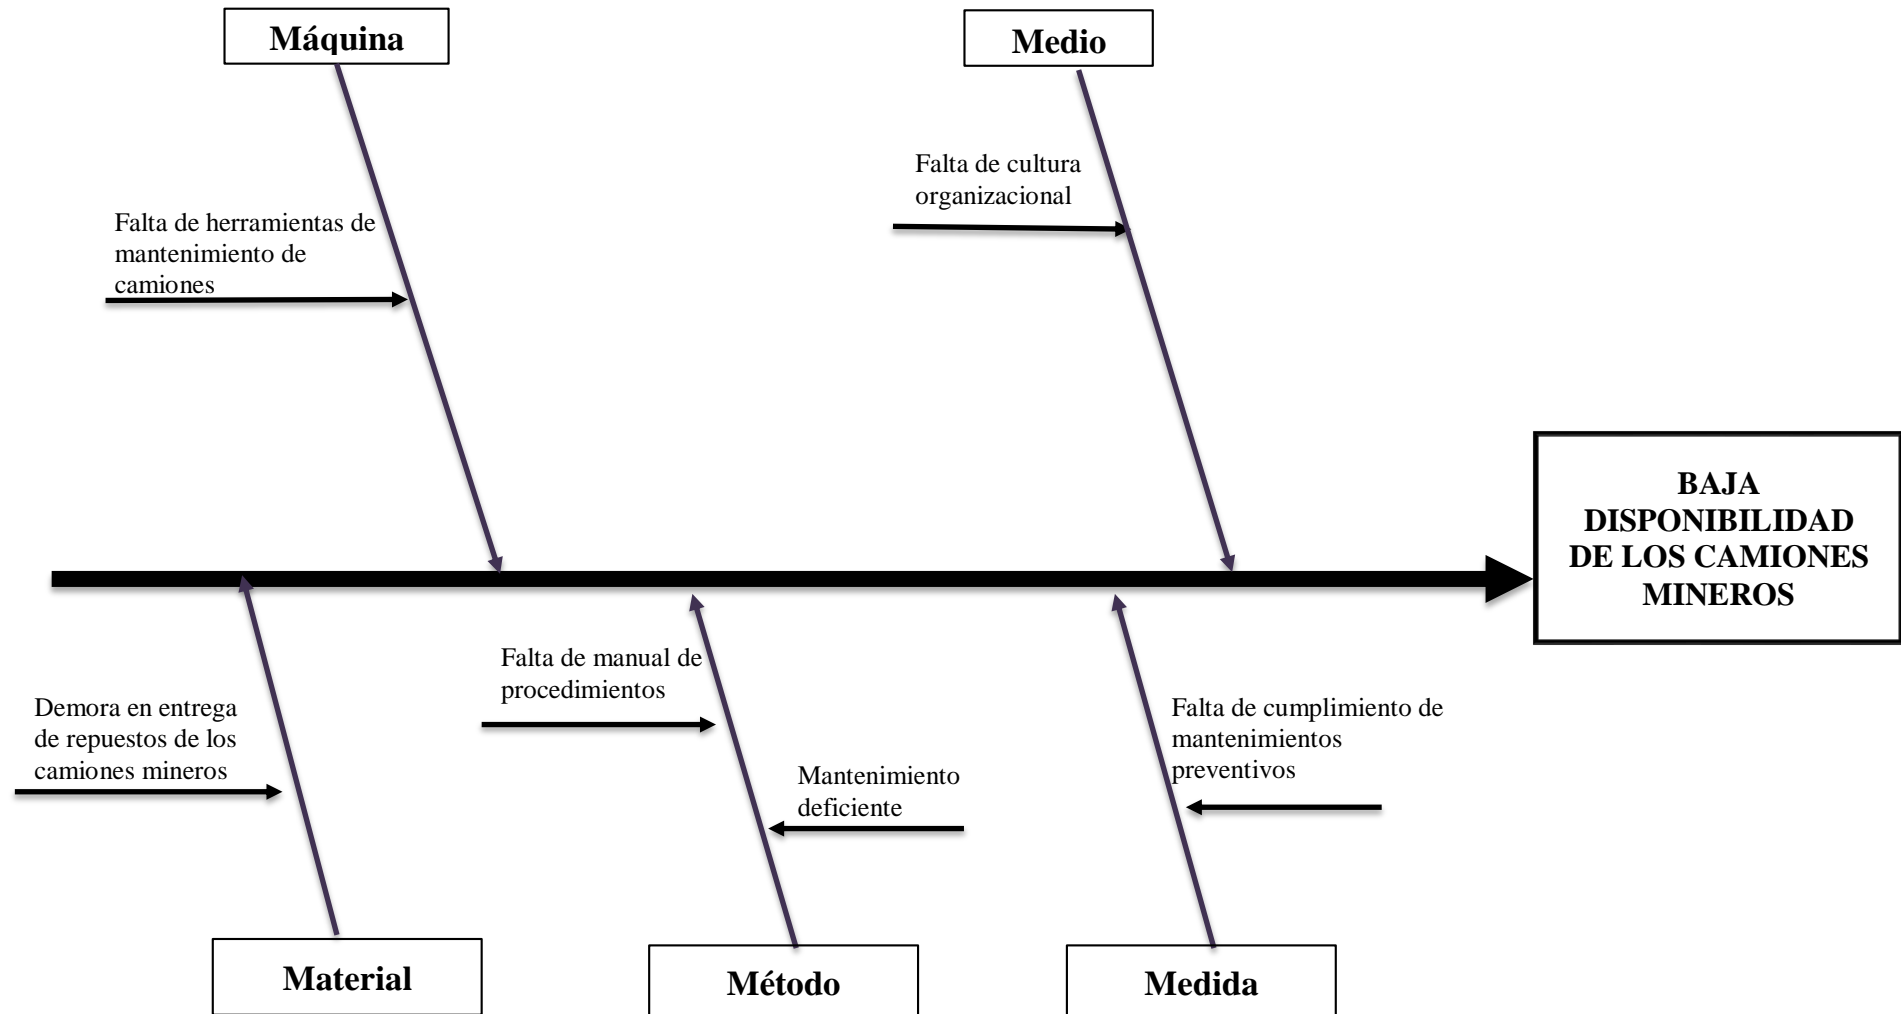 Máquina
Medio
Falta de cultura
organizacional
Falta de herramientas de
mantenimiento de
camiones
BAJA
DISPONIBILIDAD
DE LOS CAMIONES
MINEROS
Falta de manual de
procedimientos
Demora en entrega
de repuestos de los
camiones mineros
Falta de cumplimiento de
mantenimientos
preventivos
Mantenimiento
deficiente
Material
Método
Medida